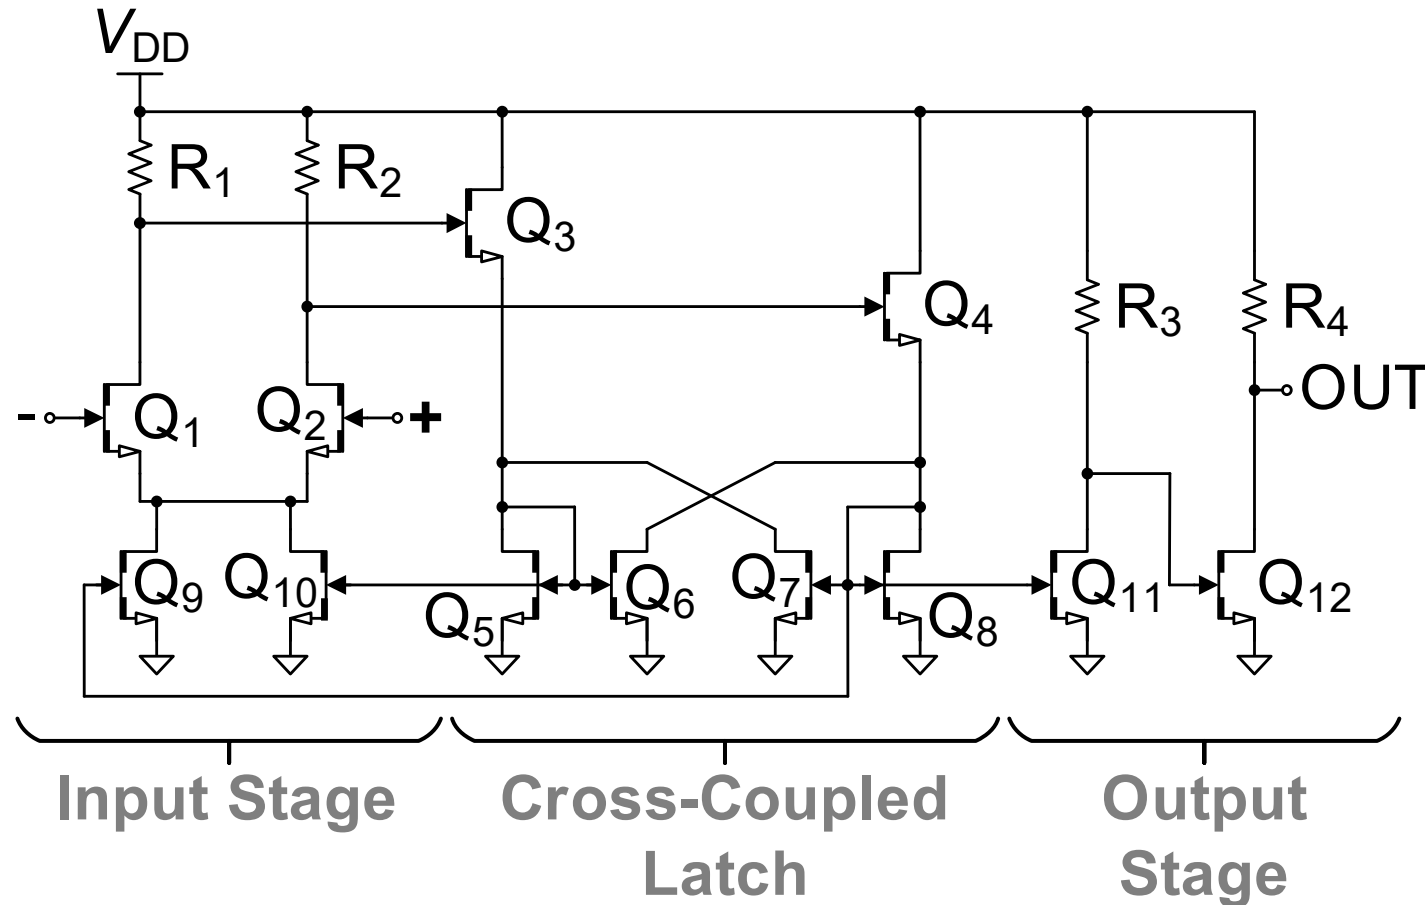 VDD
R1
R2
Q3
Q4
R3
R4
OUT
- Q1
Q2 +
Q9
Q10
Q5
Q6
Q7
Q8
Q11
Q12
Input Stage
Cross-Coupled
Latch
Output
Stage